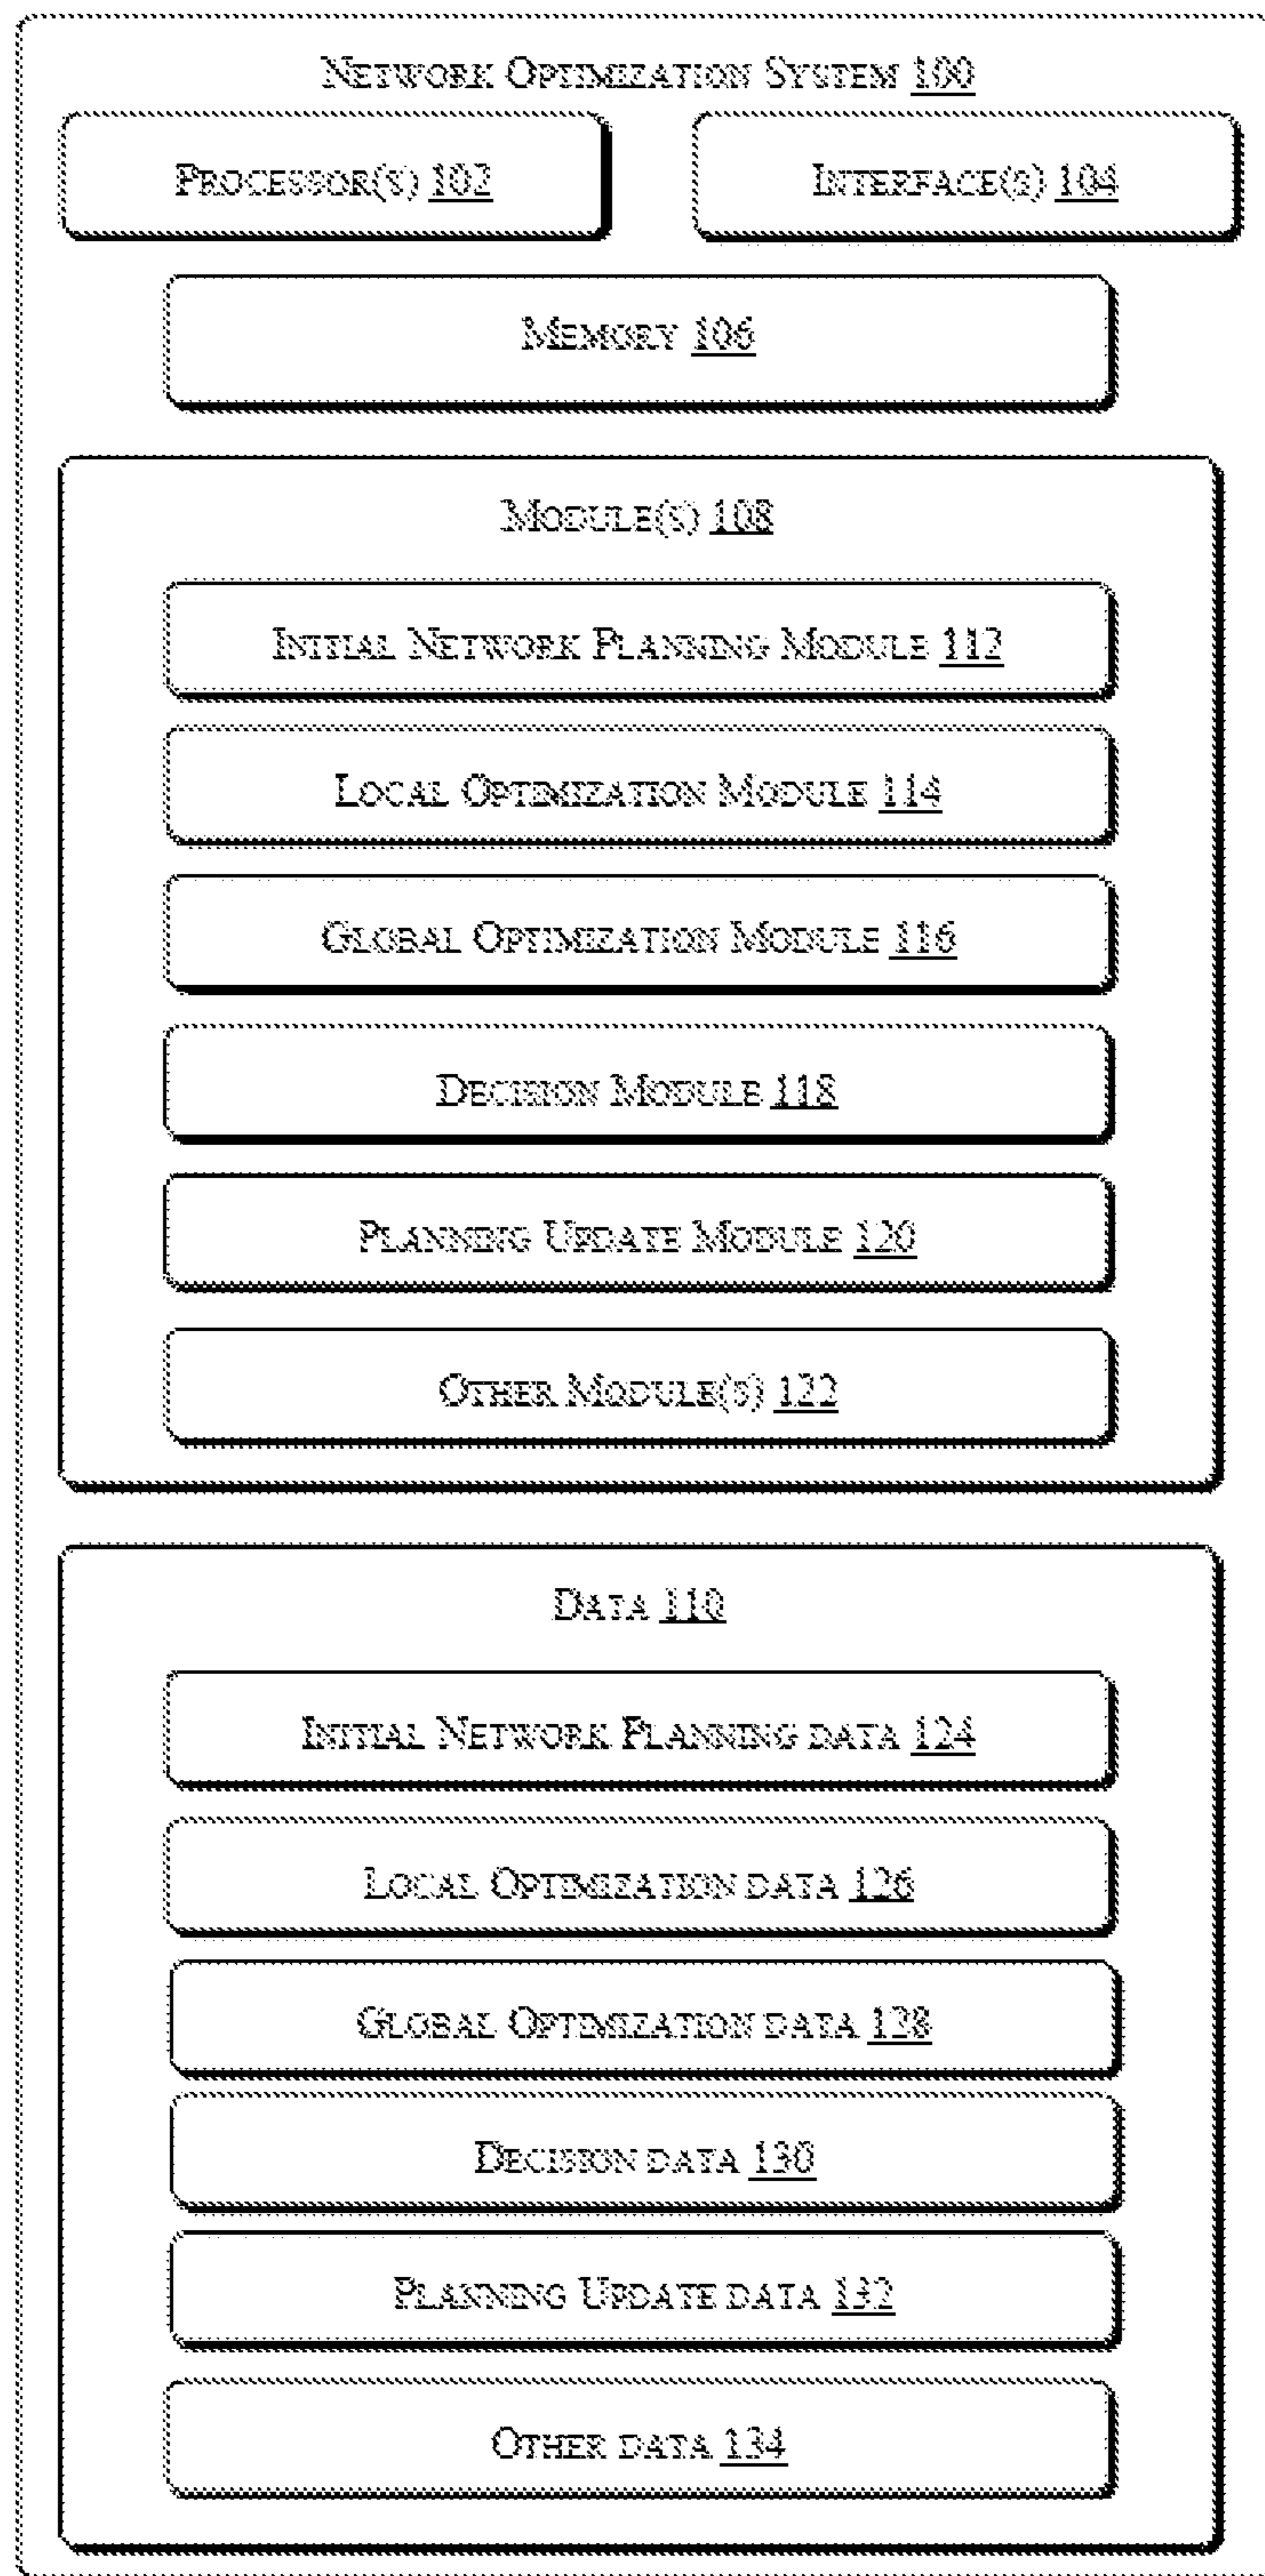 NETWORK OPTIMIZATION SYSTEM 100
PROCESSOR(S) 102
INTERFACE(S) 104
MEMORY 106
MODULE(S) 108
INITIAL NETWORK PLANNING MODULE 112
LOCAL OPTIMIZATION MODULE 114
GLOBAL OPTIMIZATION MODULE 116
DECISION MODULE 118
PLANNING UPDATE MODULE 120
OTHER MODULE(S) 122
DATA 110
INITIAL NETWORK PLANNING DATA 124
LOCAL OPTIMIZATION DATA 126
GLOBAL OPTIMIZATION DATA 128
DECISION DATA 130
PLANNING UPDATE DATA 132
OTHER DATA 134